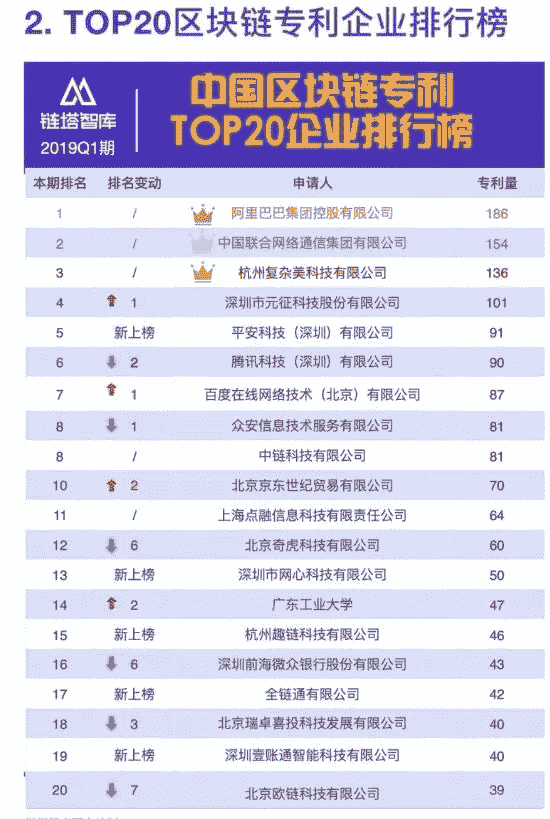 2. TOP20区块链专利企业排行榜
链塔智库
2019Q1期
中国区块链专利
TOP20企业排行榜
本期排名 排名变动 申请人 专利量
1 / 阿里巴巴集团控股有限公司 186
2 / 中国联合网络通信集团有限公司 154
3 / 杭州复杂美科技有限公司 136
4 1 深圳市元征科技股份有限公司 101
5 新上榜 平安科技（深圳）有限公司 91
6 2 腾讯科技（深圳）有限公司 90
7 1 百度在线网络技术（北京）有限公司 87
8 1 众安信息技术服务有限公司 81
8 / 中链科技有限公司 81
10 2 北京京东世纪贸易有限公司 70
11 / 上海点融信息科技有限责任公司 64
12 6 北京奇虎科技有限公司 60
13 新上榜 深圳市网心科技有限公司 50
14 2 广东工业大学 47
15 新上榜 杭州趣链科技有限公司 46
16 6 深圳前海微众银行股份有限公司 43
17 新上榜 全链通有限公司 42
18 3 北京瑞卓喜投科技发展有限公司 40
19 新上榜 深圳壹账通智能科技有限公司 40
20 7 北京欧链科技有限公司 39